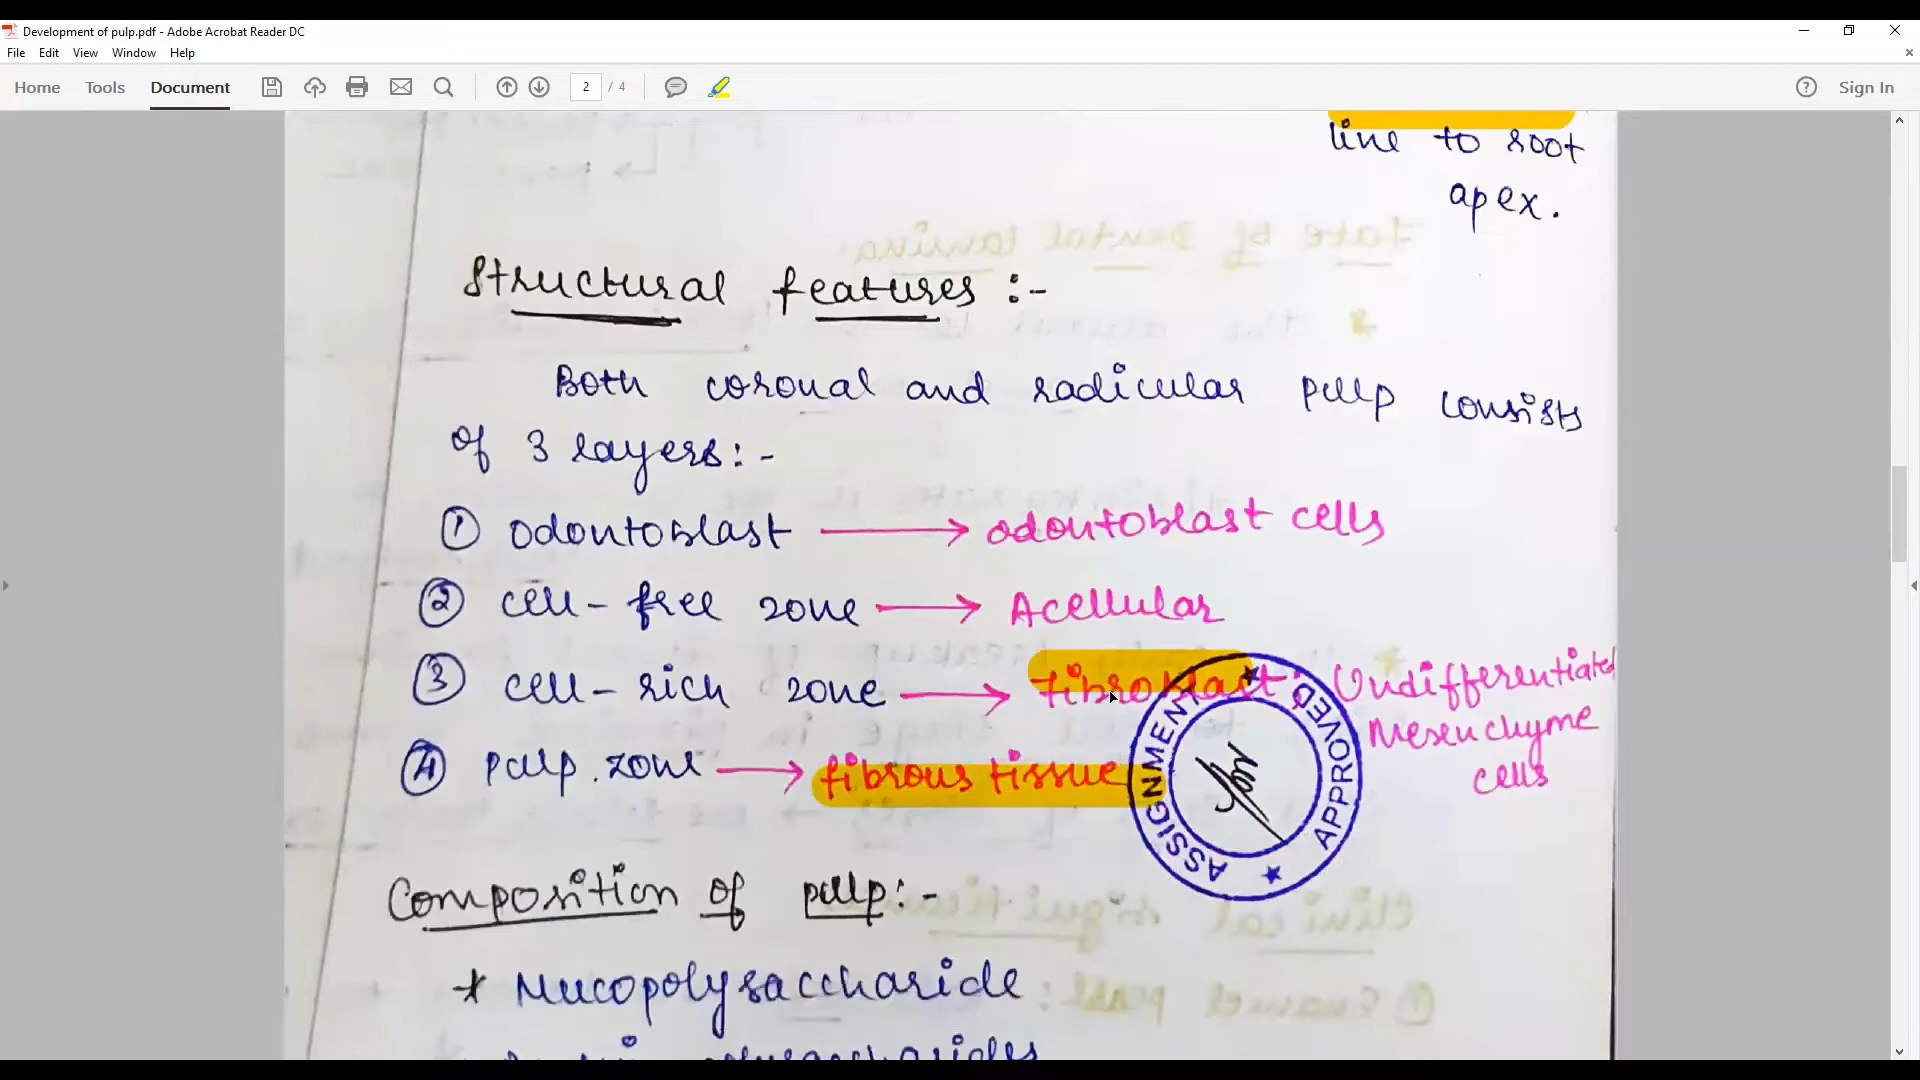 Development of pulp.pdf - Adobe Acrobat Reader DC
File Edit View Window Help
Home Tools Document 2 / 4 Sign In
line to root
apex.
Structural features :-
Both coronal and radicular pulp consists
of 3 layers: -
① odontoblast → odontoblast cells
② cell - free zone → Acellular
③ cell - rich zone → fibroblast, Undifferentiated
Mesenchyme
cells
④ pulp zone → fibrous tissue
ASSIGNMENT ★ APPROVED ★
Composition of pulp: -
* Mucopolysaccharide